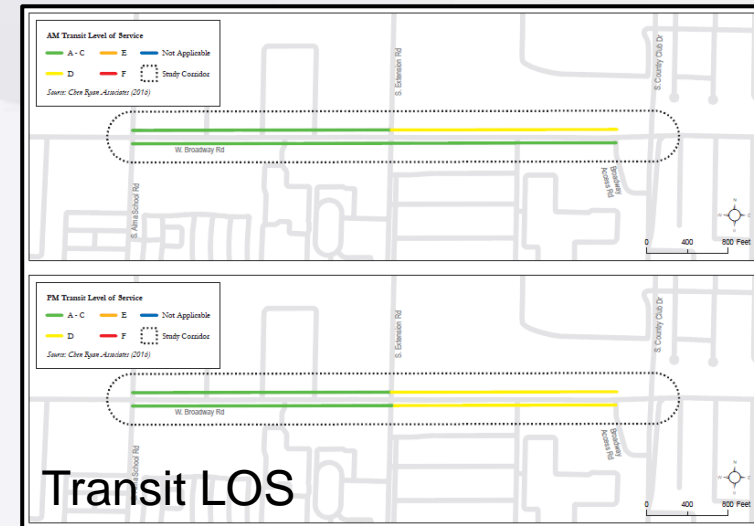 AM Transit Level of Service
A - C E Not Applicable
D F Study Corridor
Source: Chen Ryan Associates (2016)
S. Extension Rd
S. Country Club Dr
W. Broadway Rd
S. Alma School Rd
Broadway
Access Rd
N
0 400 800 Feet
PM Transit Level of Service
A - C E Not Applicable
D F Study Corridor
Source: Chen Ryan Associates (2016)
S. Extension Rd
S. Country Club Dr
W. Broadway Rd
S. Alma School Rd
Broadway
Access Rd
N
0 400 800 Feet
Transit LOS